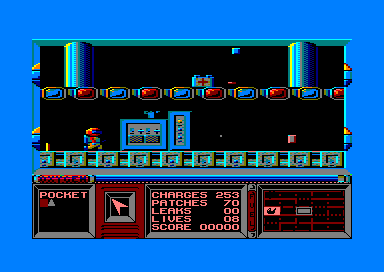 POCKET
CHARGES 253
PATCHES 70
LEAKS 00
LIVES 08
SCORE 00000